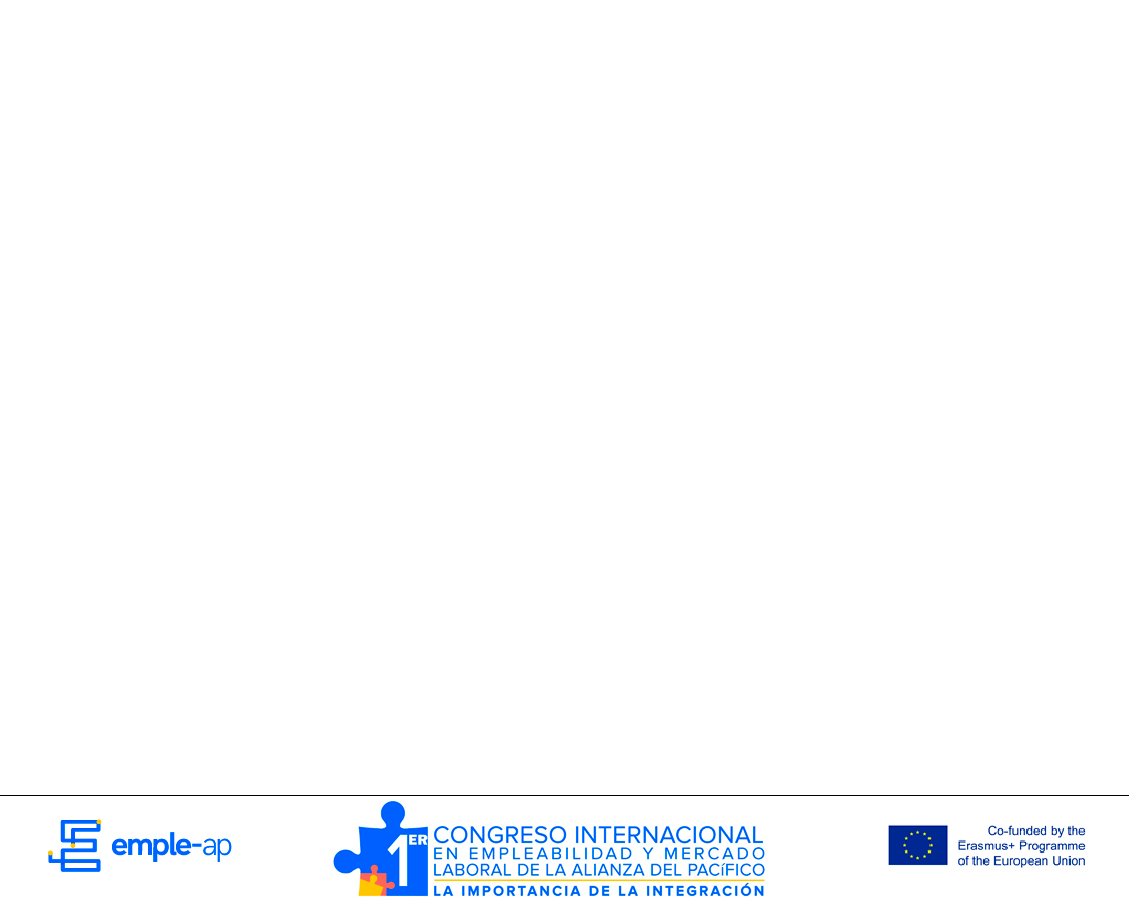 emple-ap
1ER
CONGRESO INTERNACIONAL
EN EMPLEABILIDAD Y MERCADO
LABORAL DE LA ALIANZA DEL PACíFICO
LA IMPORTANCIA DE LA INTEGRACIÓN
Co-funded by the
Erasmus+ Programme
of the European Union